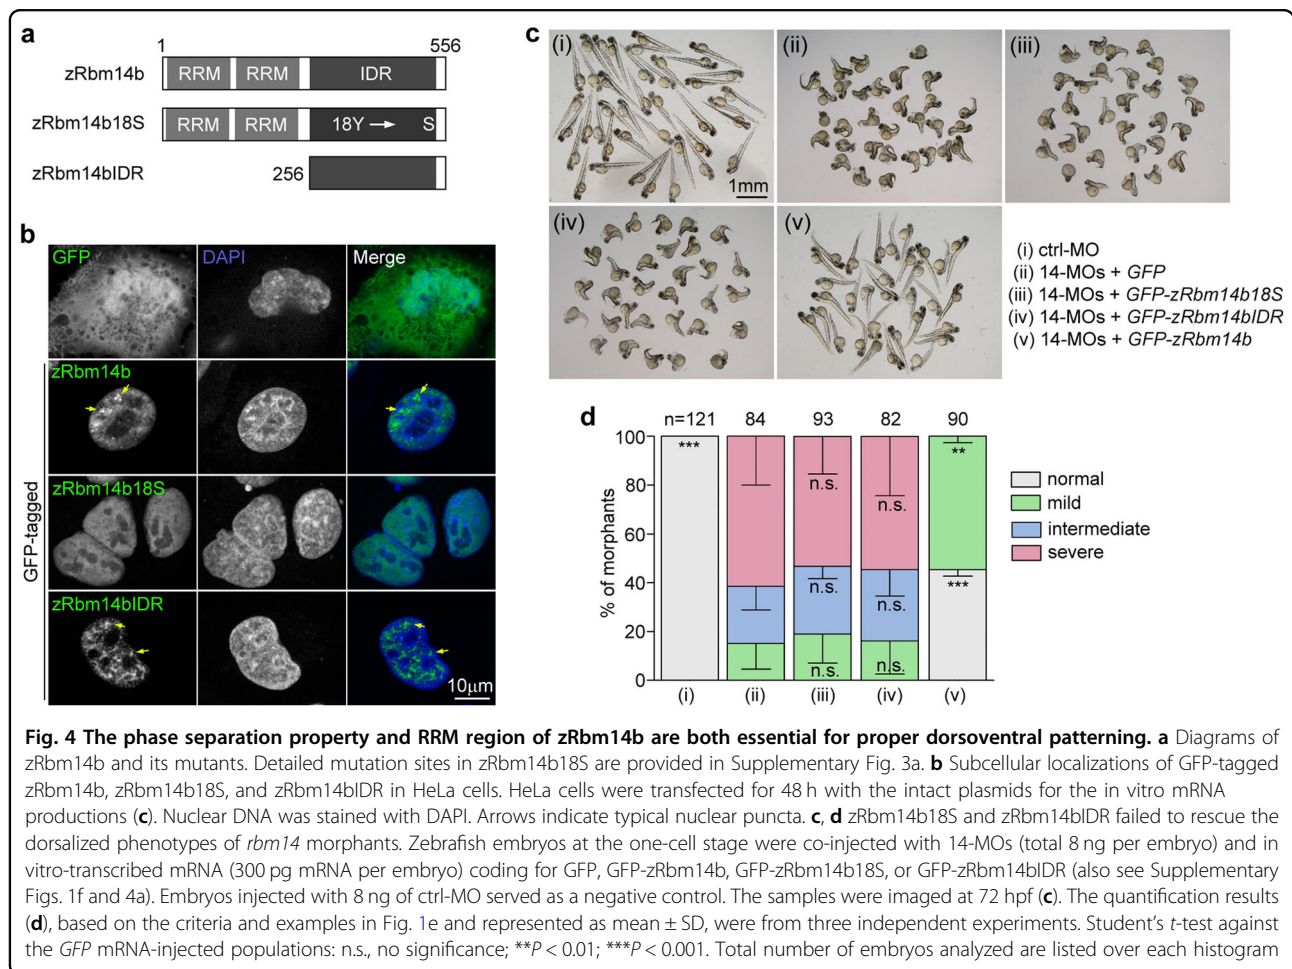 a
1 556
zRbm14b RRM RRM IDR
zRbm14b18S RRM RRM 18Y → S
zRbm14bIDR 256
b
GFP DAPI Merge
GFP-tagged
zRbm14b
zRbm14b18S
zRbm14bIDR
10μm
c
(i) (ii) (iii)
1mm
(iv) (v)
(i) ctrl-MO
(ii) 14-MOs + GFP
(iii) 14-MOs + GFP-zRbm14b18S
(iv) 14-MOs + GFP-zRbm14bIDR
(v) 14-MOs + GFP-zRbm14b
d
n=121 84 93 82 90
% of morphants
100
80
60
40
20
0
*** **
n.s. n.s.
n.s. n.s. ***
n.s. n.s.
(i) (ii) (iii) (iv) (v)
normal
mild
intermediate
severe
Fig. 4 The phase separation property and RRM region of zRbm14b are both essential for proper dorsoventral patterning. a Diagrams of
zRbm14b and its mutants. Detailed mutation sites in zRbm14b18S are provided in Supplementary Fig. 3a. b Subcellular localizations of GFP-tagged
zRbm14b, zRbm14b18S, and zRbm14bIDR in HeLa cells. HeLa cells were transfected for 48 h with the intact plasmids for the in vitro mRNA
productions (c). Nuclear DNA was stained with DAPI. Arrows indicate typical nuclear puncta. c, d zRbm14b18S and zRbm14bIDR failed to rescue the
dorsalized phenotypes of rbm14 morphants. Zebrafish embryos at the one-cell stage were co-injected with 14-MOs (total 8 ng per embryo) and in
vitro-transcribed mRNA (300 pg mRNA per embryo) coding for GFP, GFP-zRbm14b, GFP-zRbm14b18S, or GFP-zRbm14bIDR (also see Supplementary
Figs. 1f and 4a). Embryos injected with 8 ng of ctrl-MO served as a negative control. The samples were imaged at 72 hpf (c). The quantification results
(d), based on the criteria and examples in Fig. 1e and represented as mean ± SD, were from three independent experiments. Student's t-test against
the GFP mRNA-injected populations: n.s., no significance; **P < 0.01; ***P < 0.001. Total number of embryos analyzed are listed over each histogram